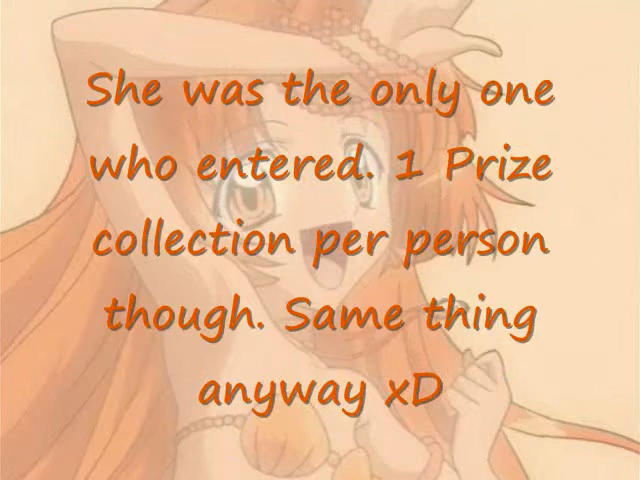 She was the only one
who entered. 1 Prize
collection per person
though. Same thing
anyway xD